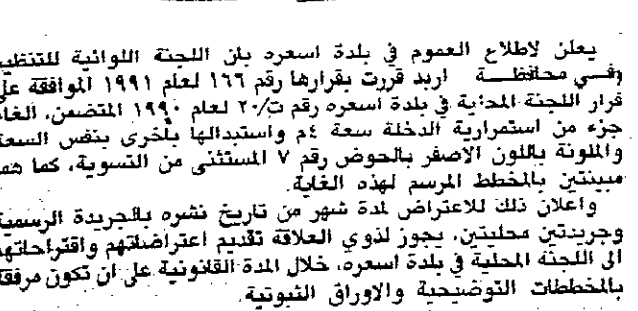 يعلن لاطلاع العموم في بلدة اسعره بان اللجنة اللوائية للتنظيم
وفي محافظة اربد قررت بقرارها رقم ١٦٦ لعام ١٩٩١ الموافقة على
قرار اللجنة المحلية في بلدة اسعره رقم ت/٢٠ لعام ١٩٩٠ المتضمن، الغاء
جزء من استمرارية الدخلة سعة ٤م واستبدالها بأخرى بنفس السعة
والملونة باللون الاصفر بالحوض رقم ٧ المستثنى من التسوية، كما هما
مبينتين بالمخطط المرسم لهذه الغاية.
واعلان ذلك للاعتراض لمدة شهر من تاريخ نشره بالجريدة الرسمية
وجريدتين محليتين، يجوز لذوي العلاقة تقديم اعتراضاتهم واقتراحاتهم
الى اللجنة المحلية في بلدة اسعره، خلال المدة القانونية على ان تكون مرفقة
بالمخططات التوضيحية والاوراق الثبوتية.